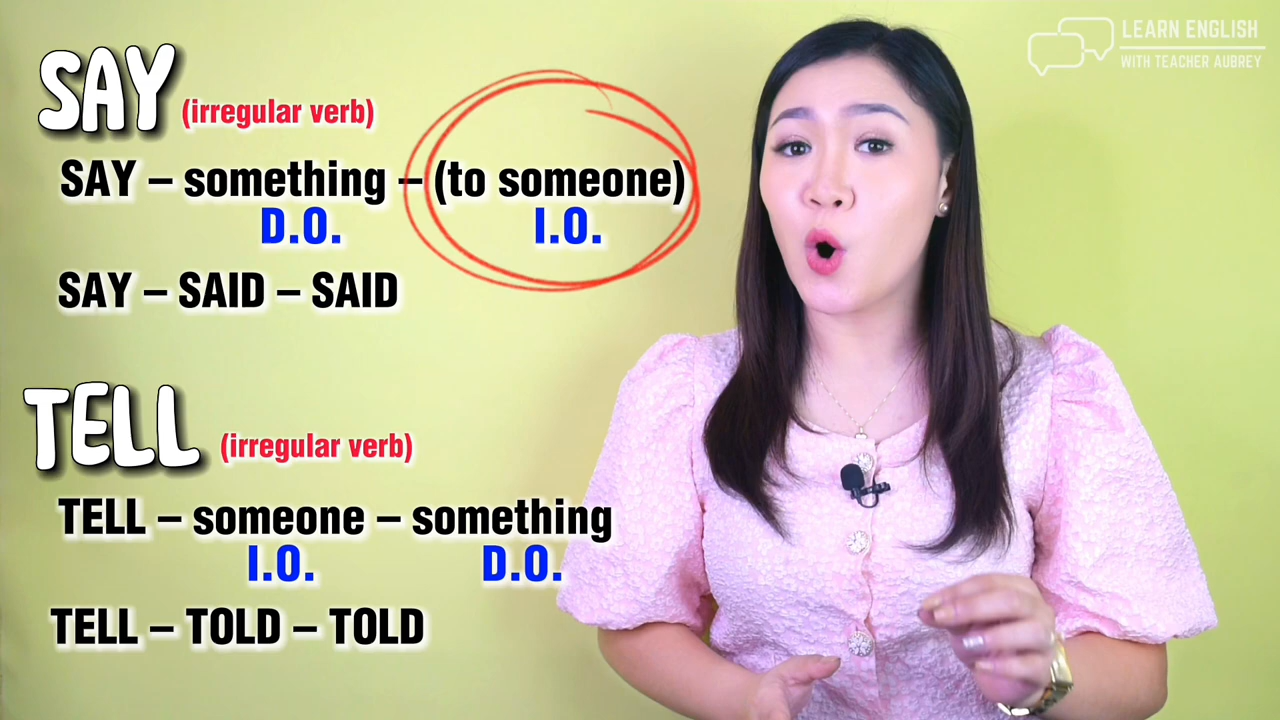 LEARN ENGLISH
WITH TEACHER AUBREY
SAY (irregular verb)
SAY – something – (to someone)
D.O. I.O.
SAY – SAID – SAID
TELL (irregular verb)
TELL – someone – something
I.O. D.O.
TELL – TOLD – TOLD